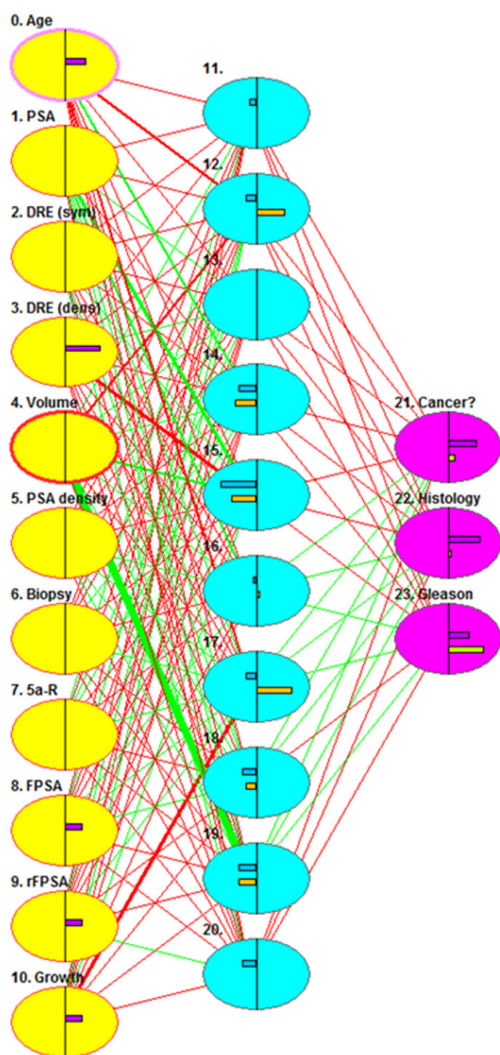 0. Age
1. PSA
2. DRE (sym)
3. DRE (dens)
4. Volume
5. PSA density
6. Biopsy
7. 5a-R
8. FPSA
9. rFPSA
10. Growth
11.
12.
13.
14.
15.
16.
17.
18.
19.
20.
21. Cancer?
22. Histology
23. Gleason